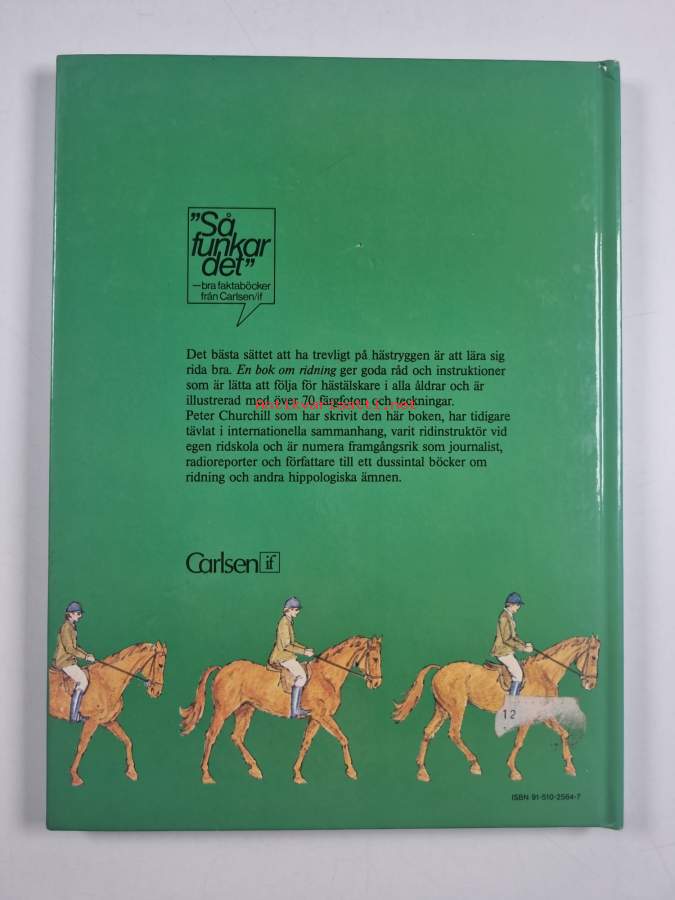 ”Så
funkar
det”
—bra faktaböcker
från Carlsen/if
Det bästa sättet att ha trevligt på hästryggen är att lära sig
rida bra. En bok om ridning ger goda råd och instruktioner
som är lätta att följa för hästälskare i alla åldrar och är
illustrerad med över 70 färgfoton och teckningar.
antikvariaatti.net
Peter Churchill som har skrivit den här boken, har tidigare
tävlat i internationella sammanhang, varit ridinstruktör vid
egen ridskola och är numera framgångsrik som journalist,
radioreporter och författare till ett dussintal böcker om
ridning och andra hippologiska ämnen.
Carlsen if
12
ISBN 91-510-2564-7